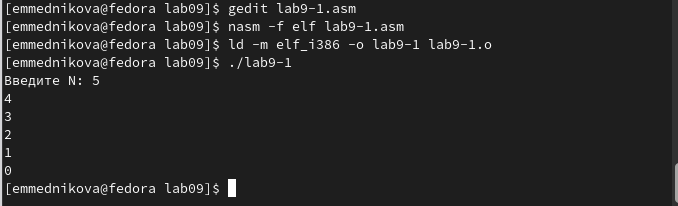 [emmednikova@fedora lab09]$ gedit lab9-1.asm
[emmednikova@fedora lab09]$ nasm -f elf lab9-1.asm
[emmednikova@fedora lab09]$ ld -m elf_i386 -o lab9-1 lab9-1.o
[emmednikova@fedora lab09]$ ./lab9-1
Введите N: 5
4
3
2
1
0
[emmednikova@fedora lab09]$